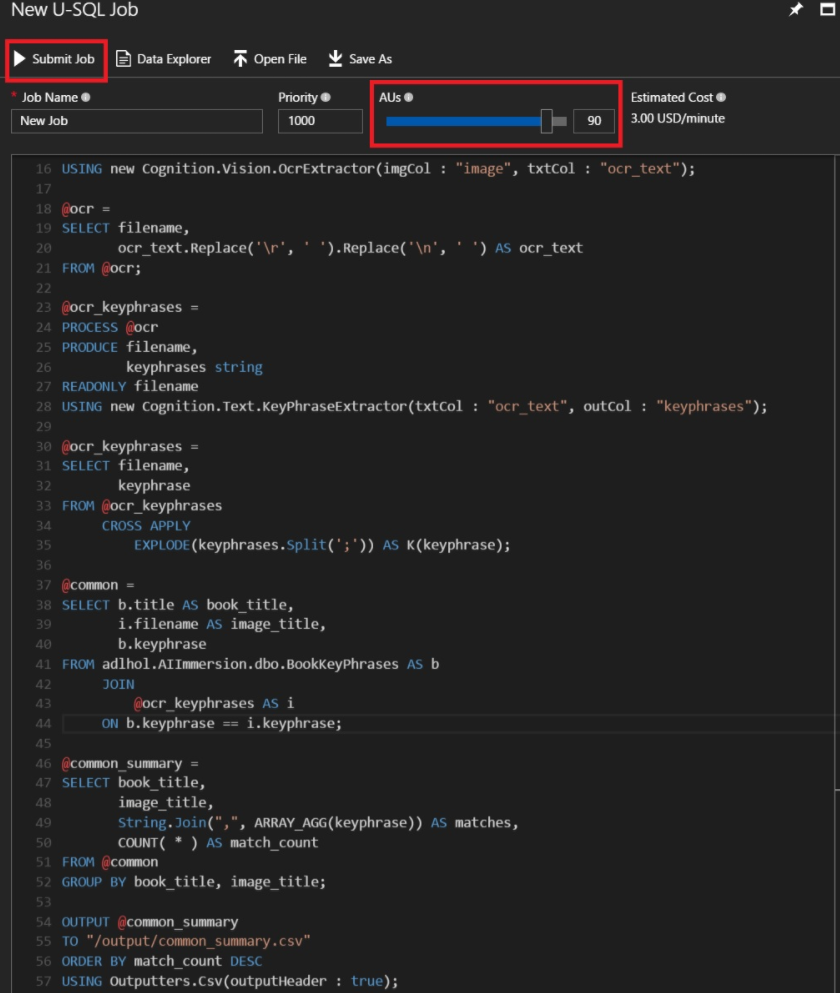 New U-SQL Job
Submit Job Data Explorer Open File Save As
* Job Name Priority AUs Estimated Cost
New Job 1000 90 3.00 USD/minute
16 USING new Cognition.Vision.OcrExtractor(imgCol : "image", txtCol : "ocr_text");
17
18 @ocr =
19 SELECT filename,
20 ocr_text.Replace('\r', ' ').Replace('\n', ' ') AS ocr_text
21 FROM @ocr;
22
23 @ocr_keyphrases =
24 PROCESS @ocr
25 PRODUCE filename,
26 keyphrases string
27 READONLY filename
28 USING new Cognition.Text.KeyPhraseExtractor(txtCol : "ocr_text", outCol : "keyphrases");
29
30 @ocr_keyphrases =
31 SELECT filename,
32 keyphrase
33 FROM @ocr_keyphrases
34 CROSS APPLY
35 EXPLODE(keyphrases.Split(';')) AS K(keyphrase);
36
37 @common =
38 SELECT b.title AS book_title,
39 i.filename AS image_title,
40 b.keyphrase
41 FROM adlhol.AIImmersion.dbo.BookKeyPhrases AS b
42 JOIN
43 @ocr_keyphrases AS i
44 ON b.keyphrase == i.keyphrase;
45
46 @common_summary =
47 SELECT book_title,
48 image_title,
49 String.Join(",", ARRAY_AGG(keyphrase)) AS matches,
50 COUNT( * ) AS match_count
51 FROM @common
52 GROUP BY book_title, image_title;
53
54 OUTPUT @common_summary
55 TO "/output/common_summary.csv"
56 ORDER BY match_count DESC
57 USING Outputters.Csv(outputHeader : true);